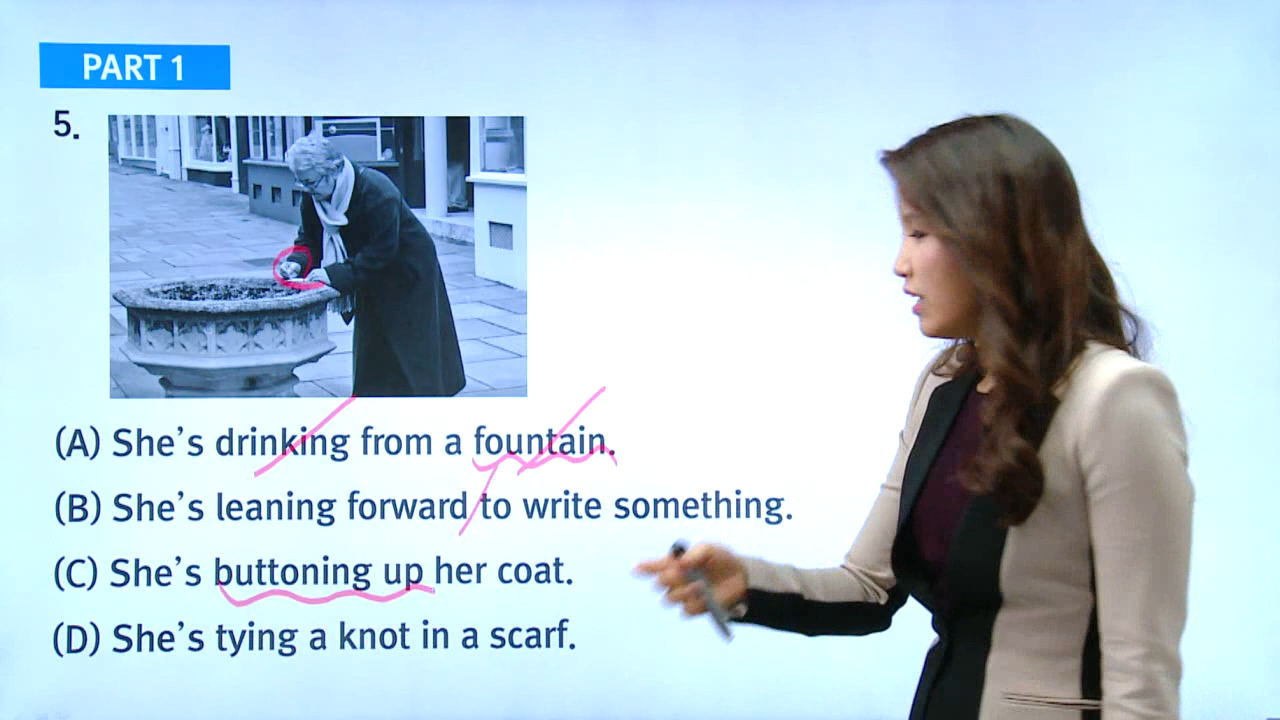 PART 1
5.
(A) She's drinking from a fountain.
(B) She's leaning forward to write something.
(C) She's buttoning up her coat.
(D) She's tying a knot in a scarf.